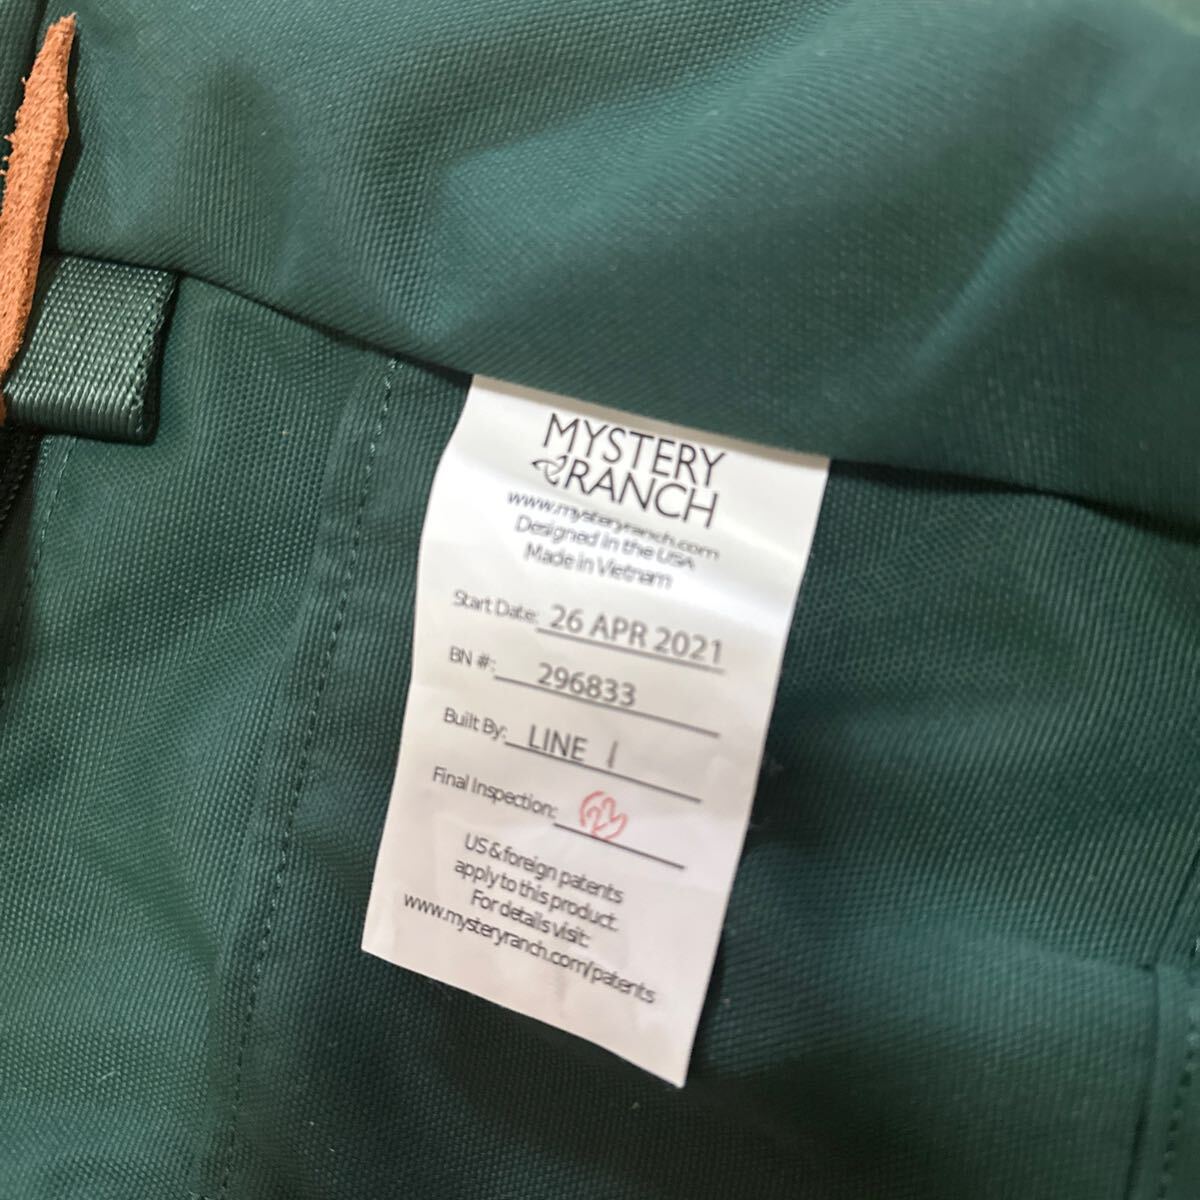 MYSTERY
RANCH
www.mysteryranch.com
Designed in the USA
Made in Vietnam
Start Date: 26 APR 2021
BN #: 296833
Built By: LINE 1
Final Inspection: 23
US & foreign patents
apply to this product.
For details visit:
www.mysteryranch.com/patents